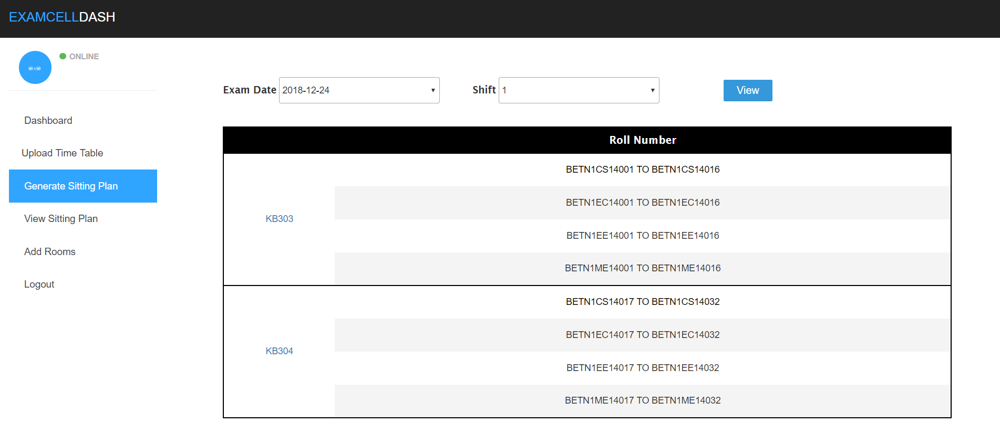 EXAMCELLDASH
50 x 50
ONLINE
Exam Date 2018-12-24 Shift 1 View
Dashboard
Upload Time Table
Generate Sitting Plan
View Sitting Plan
Add Rooms
Logout
Roll Number
KB303
BETN1CS14001 TO BETN1CS14016
BETN1EC14001 TO BETN1EC14016
BETN1EE14001 TO BETN1EE14016
BETN1ME14001 TO BETN1ME14016
KB304
BETN1CS14017 TO BETN1CS14032
BETN1EC14017 TO BETN1EC14032
BETN1EE14017 TO BETN1EE14032
BETN1ME14017 TO BETN1ME14032